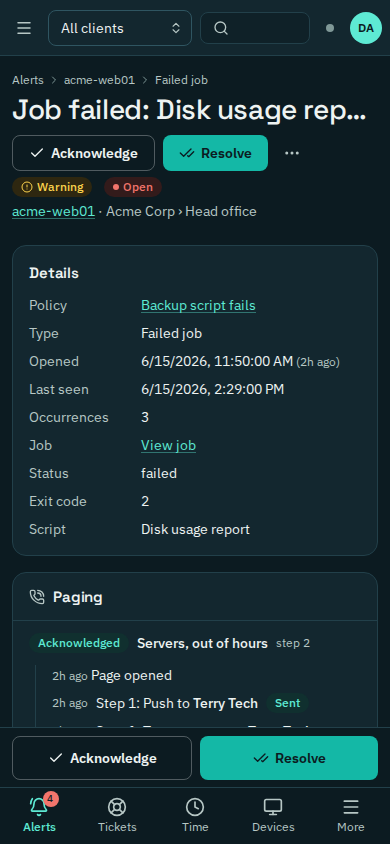 All clients
DA
Alerts > acme-web01 > Failed job
Job failed: Disk usage rep...
Acknowledge Resolve
Warning Open
acme-web01 · Acme Corp › Head office
Details
Policy Backup script fails
Type Failed job
Opened 6/15/2026, 11:50:00 AM (2h ago)
Last seen 6/15/2026, 2:29:00 PM
Occurrences 3
Job View job
Status failed
Exit code 2
Script Disk usage report
Paging
Acknowledged Servers, out of hours step 2
2h ago Page opened
2h ago Step 1: Push to Terry Tech Sent
Acknowledge Resolve
4
Alerts Tickets Time Devices More